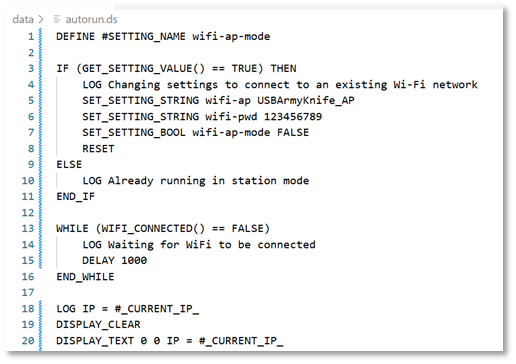 data > autorun.ds
1 DEFINE #SETTING_NAME wifi-ap-mode
2
3 IF (GET_SETTING_VALUE() == TRUE) THEN
4 LOG Changing settings to connect to an existing Wi-Fi network
5 SET_SETTING_STRING wifi-ap USBArmyKnife_AP
6 SET_SETTING_STRING wifi-pwd 123456789
7 SET_SETTING_BOOL wifi-ap-mode FALSE
8 RESET
9 ELSE
10 LOG Already running in station mode
11 END_IF
12
13 WHILE (WIFI_CONNECTED() == FALSE)
14 LOG Waiting for WiFi to be connected
15 DELAY 1000
16 END_WHILE
17
18 LOG IP = #_CURRENT_IP_
19 DISPLAY_CLEAR
20 DISPLAY_TEXT 0 0 IP = #_CURRENT_IP_